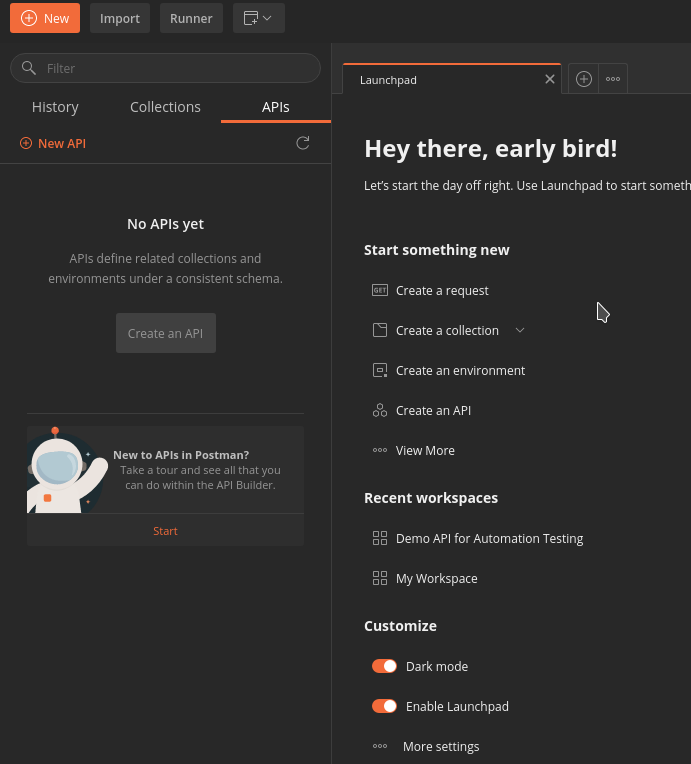 New Import Runner
Filter
History Collections APIs
New API
No APIs yet
APIs define related collections and
environments under a consistent schema.
Create an API
New to APIs in Postman?
Take a tour and see all that you
can do within the API Builder.
Start
Launchpad
Hey there, early bird!
Let’s start the day off right. Use Launchpad to start someth
Start something new
GET Create a request
Create a collection
Create an environment
Create an API
View More
Recent workspaces
Demo API for Automation Testing
My Workspace
Customize
Dark mode
Enable Launchpad
More settings